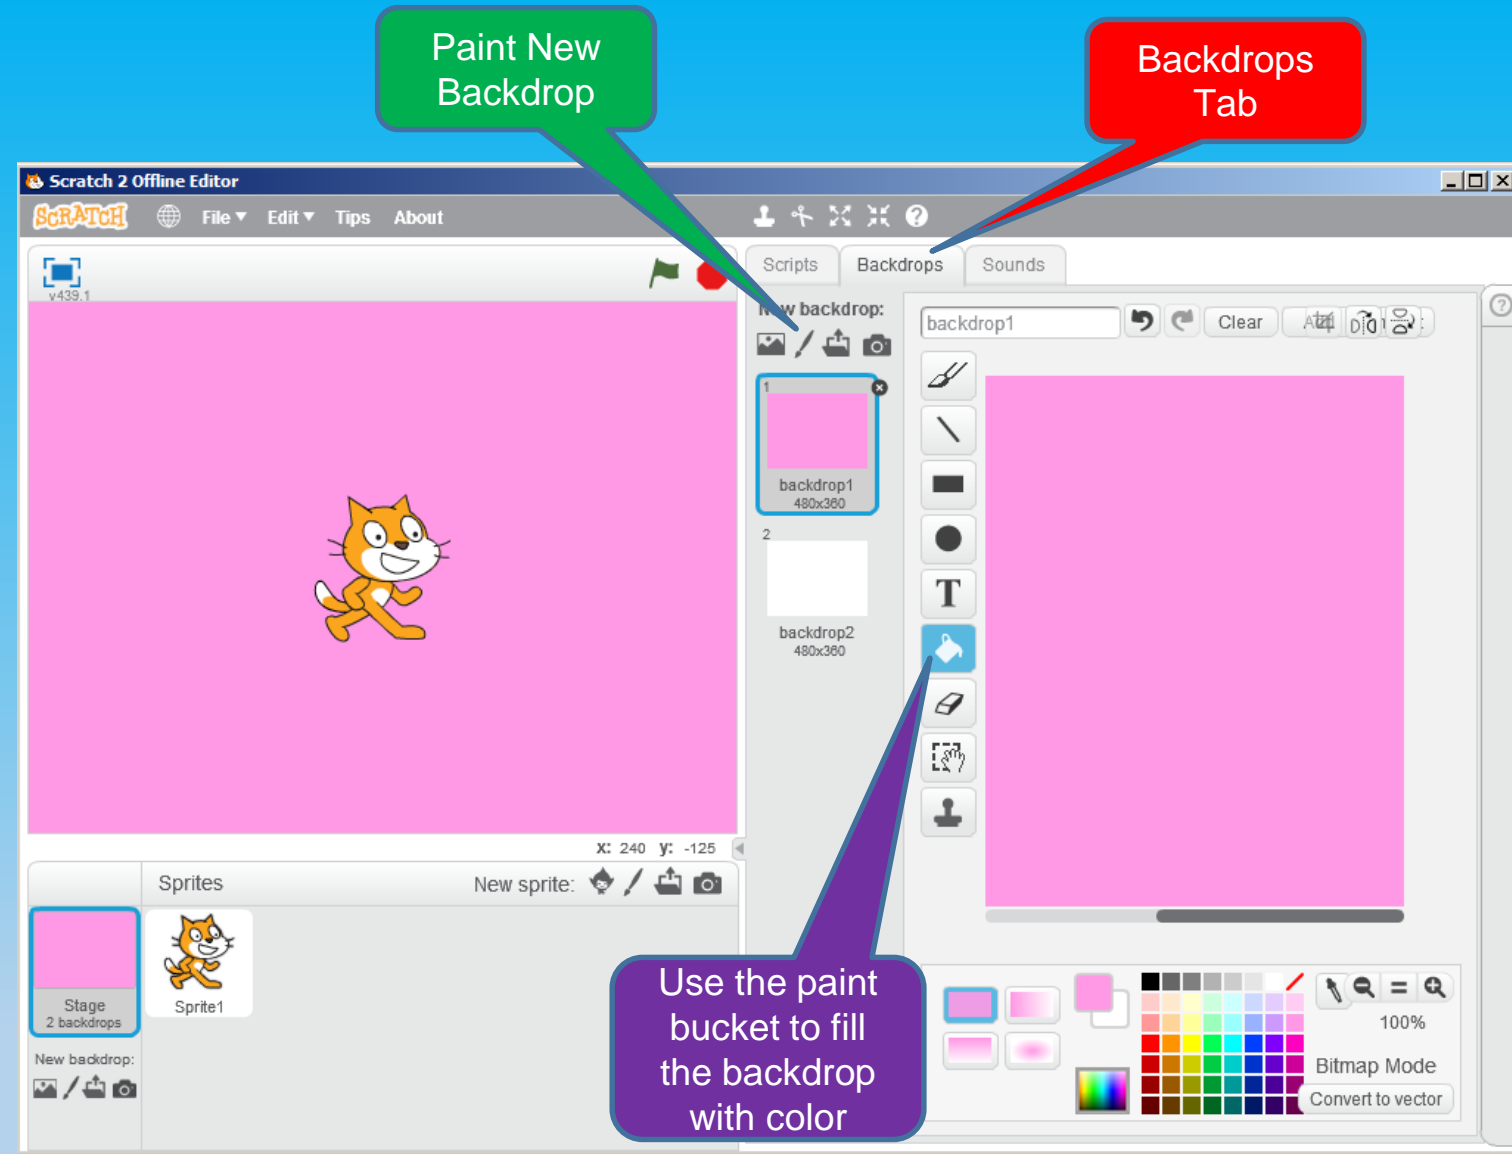 Paint New
Backdrop
Backdrops
Tab
Scratch 2 Offline Editor
SCRATCH File Edit Tips About
v439.1
Scripts Backdrops Sounds
New backdrop:
backdrop1 Clear
1
backdrop1
480x360
2
backdrop2
480x360
T
X: 240 y: -125
Sprites New sprite:
Stage
2 backdrops
Sprite1
New backdrop:
Use the paint
bucket to fill
the backdrop
with color
100%
Bitmap Mode
Convert to vector